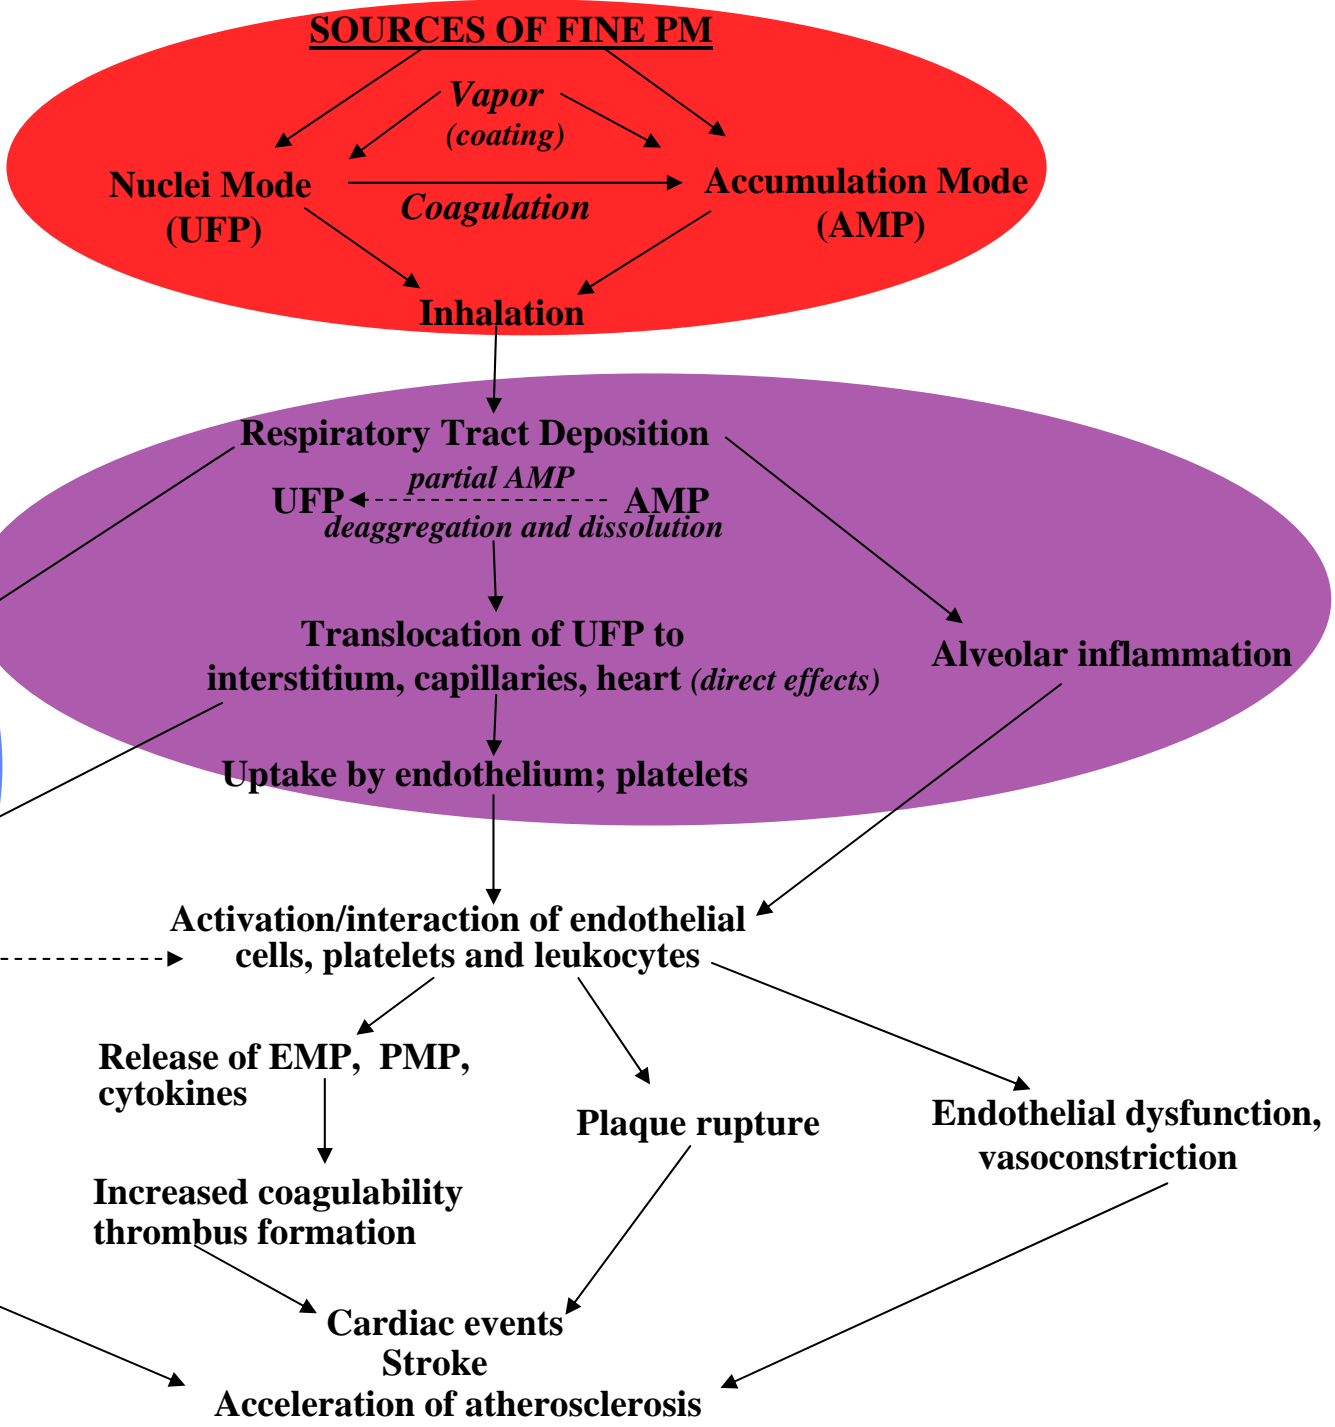 SOURCES OF FINE PM
Vapor
(coating)
Nuclei Mode
(UFP)
Accumulation Mode
(AMP)
Coagulation
Inhalation
Respiratory Tract Deposition
partial AMP
UFP
AMP
deaggregation and dissolution
Translocation of UFP to
interstitium, capillaries, heart (direct effects)
Alveolar inflammation
Uptake by endothelium; platelets
Activation/interaction of endothelial
cells, platelets and leukocytes
Release of EMP, PMP,
cytokines
Plaque rupture
Endothelial dysfunction,
vasoconstriction
Increased coagulability
thrombus formation
Cardiac events
Stroke
Acceleration of atherosclerosis